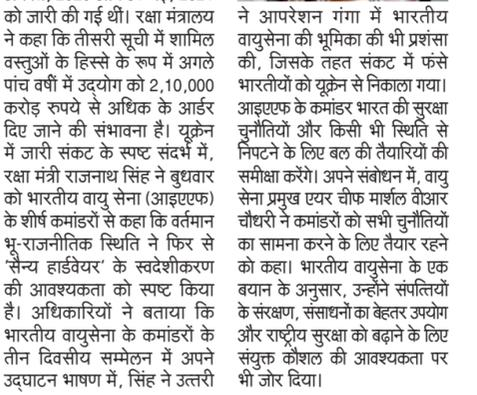 को जारी की गईं थीं। रक्षा मंत्रालय
ने कहा कि तीसरी सूची में शामिल
वस्तुओं के हिस्से के रूप में अगले
पांच वर्षों में उद्योग को 2,10,000
करोड़ रुपये से अधिक के आर्डर
दिए जाने की संभावना है। यूक्रेन
में जारी संकट के स्पष्ट संदर्भ में,
रक्षा मंत्री राजनाथ सिंह ने बुधवार
को भारतीय वायु सेना (आइएएफ)
के शीर्ष कमांडरों से कहा कि वर्तमान
भू-राजनीतिक स्थिति ने फिर से
‘सैन्य हार्डवेयर’ के स्वदेशीकरण
की आवश्यकता को स्पष्ट किया
है। अधिकारियों ने बताया कि
भारतीय वायुसेना के कमांडरों के
तीन दिवसीय सम्मेलन में अपने
उद्घाटन भाषण में, सिंह ने उत्तरी
ने आपरेशन गंगा में भारतीय
वायुसेना की भूमिका की भी प्रशंसा
की, जिसके तहत संकट में फंसे
भारतीयों को यूक्रेन से निकाला गया।
आइएएफ के कमांडर भारत की सुरक्षा
चुनौतियों और किसी भी स्थिति से
निपटने के लिए बल की तैयारियों की
समीक्षा करेंगे। अपने संबोधन में, वायु
सेना प्रमुख एयर चीफ मार्शल वीआर
चौधरी ने कमांडरों को सभी चुनौतियों
का सामना करने के लिए तैयार रहने
को कहा। भारतीय वायुसेना के एक
बयान के अनुसार, उन्होंने संपत्तियों
के संरक्षण, संसाधनों का बेहतर उपयोग
और राष्ट्रीय सुरक्षा को बढ़ाने के लिए
संयुक्त कौशल की आवश्यकता पर
भी जोर दिया।